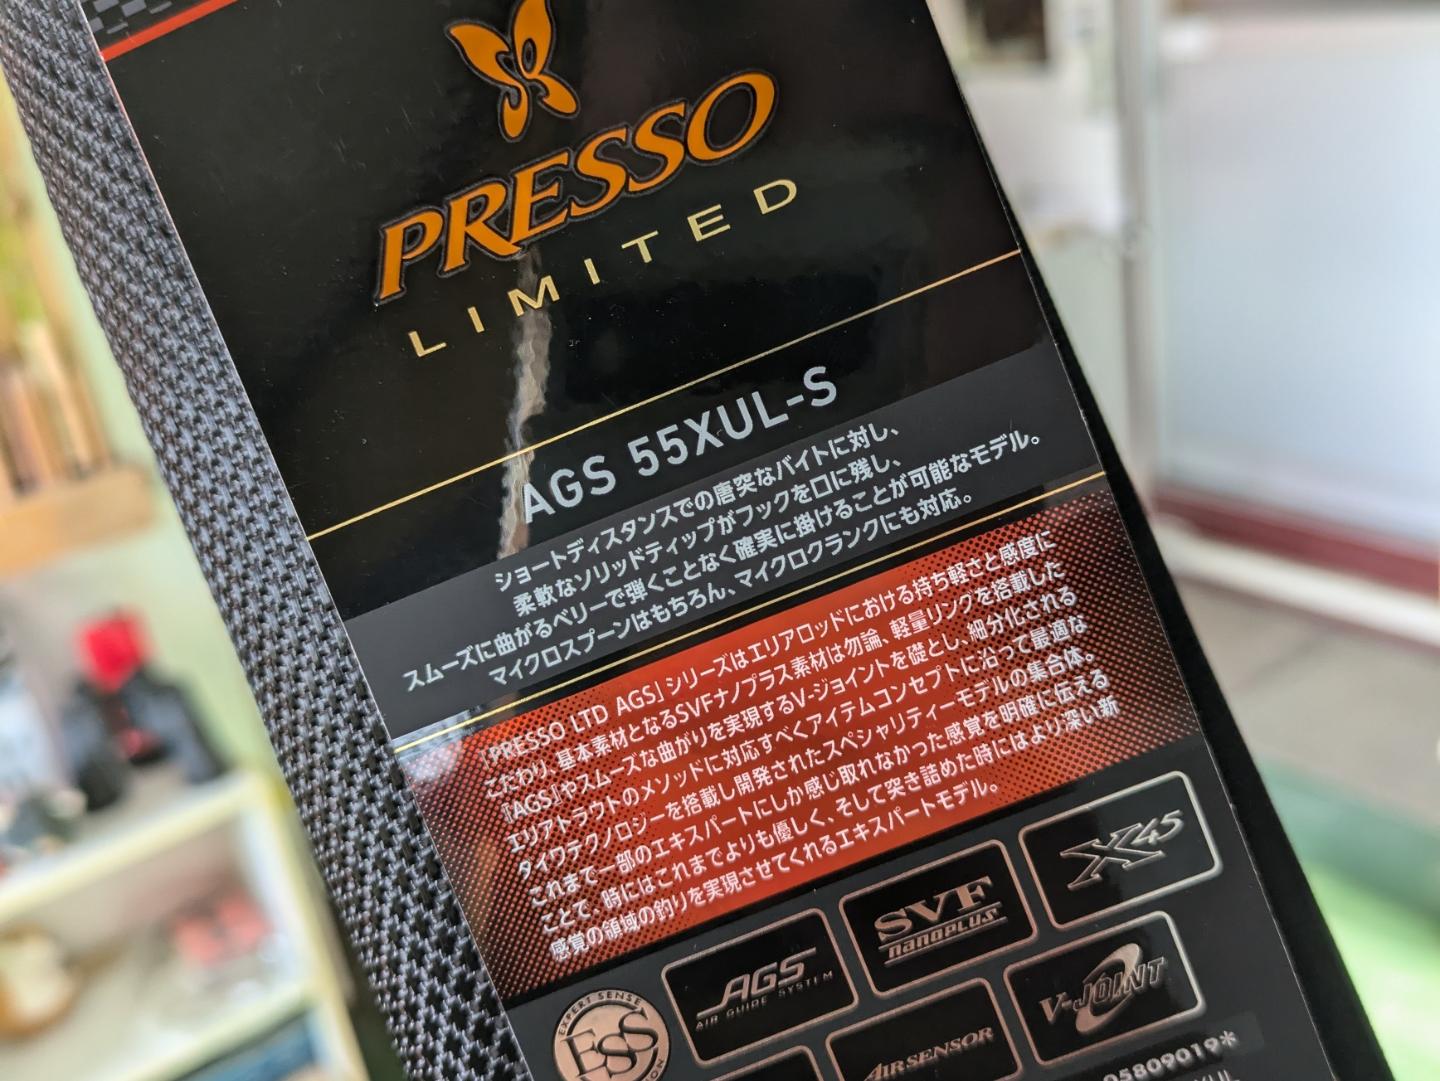 PRESSO
LIMITED
AGS 55XUL-S
ショートディスタンスでの唐突なバイトに対し、
柔軟なソリッドティップがフックを口に残し、
スムーズに曲がるベリーで弾くことなく確実に掛けることが可能なモデル。
マイクロスプーンはもちろん、マイクロクランクにも対応。
『PRESSO LTD AGS』シリーズはエリアロッドにおける持ち軽さと感度に
こだわり、基本素材となるSVFナノプラス素材は勿論、軽量リングを搭載した
『AGS』やスムーズな曲がりを実現するV-ジョイントを礎とし、細分化される
エリアトラウトのメソッドに対応すべくアイテムコンセプトに沿って最適な
ダイワテクノロジーを搭載し開発されたスペシャリティーモデルの集合体。
これまで一部のエキスパートにしか感じ取れなかった感覚を明確に伝える
ことで、時にはこれまでよりも優しく、そして突き詰めた時にはより深い新
感覚の領域の釣りを実現させてくれるエキスパートモデル。
X45
SVF
nanoPLUS
AGS
AIR GUIDE SYSTEM
V-JOINT
EXPERT SENSE
ESS
AIRSENSOR
05809019*